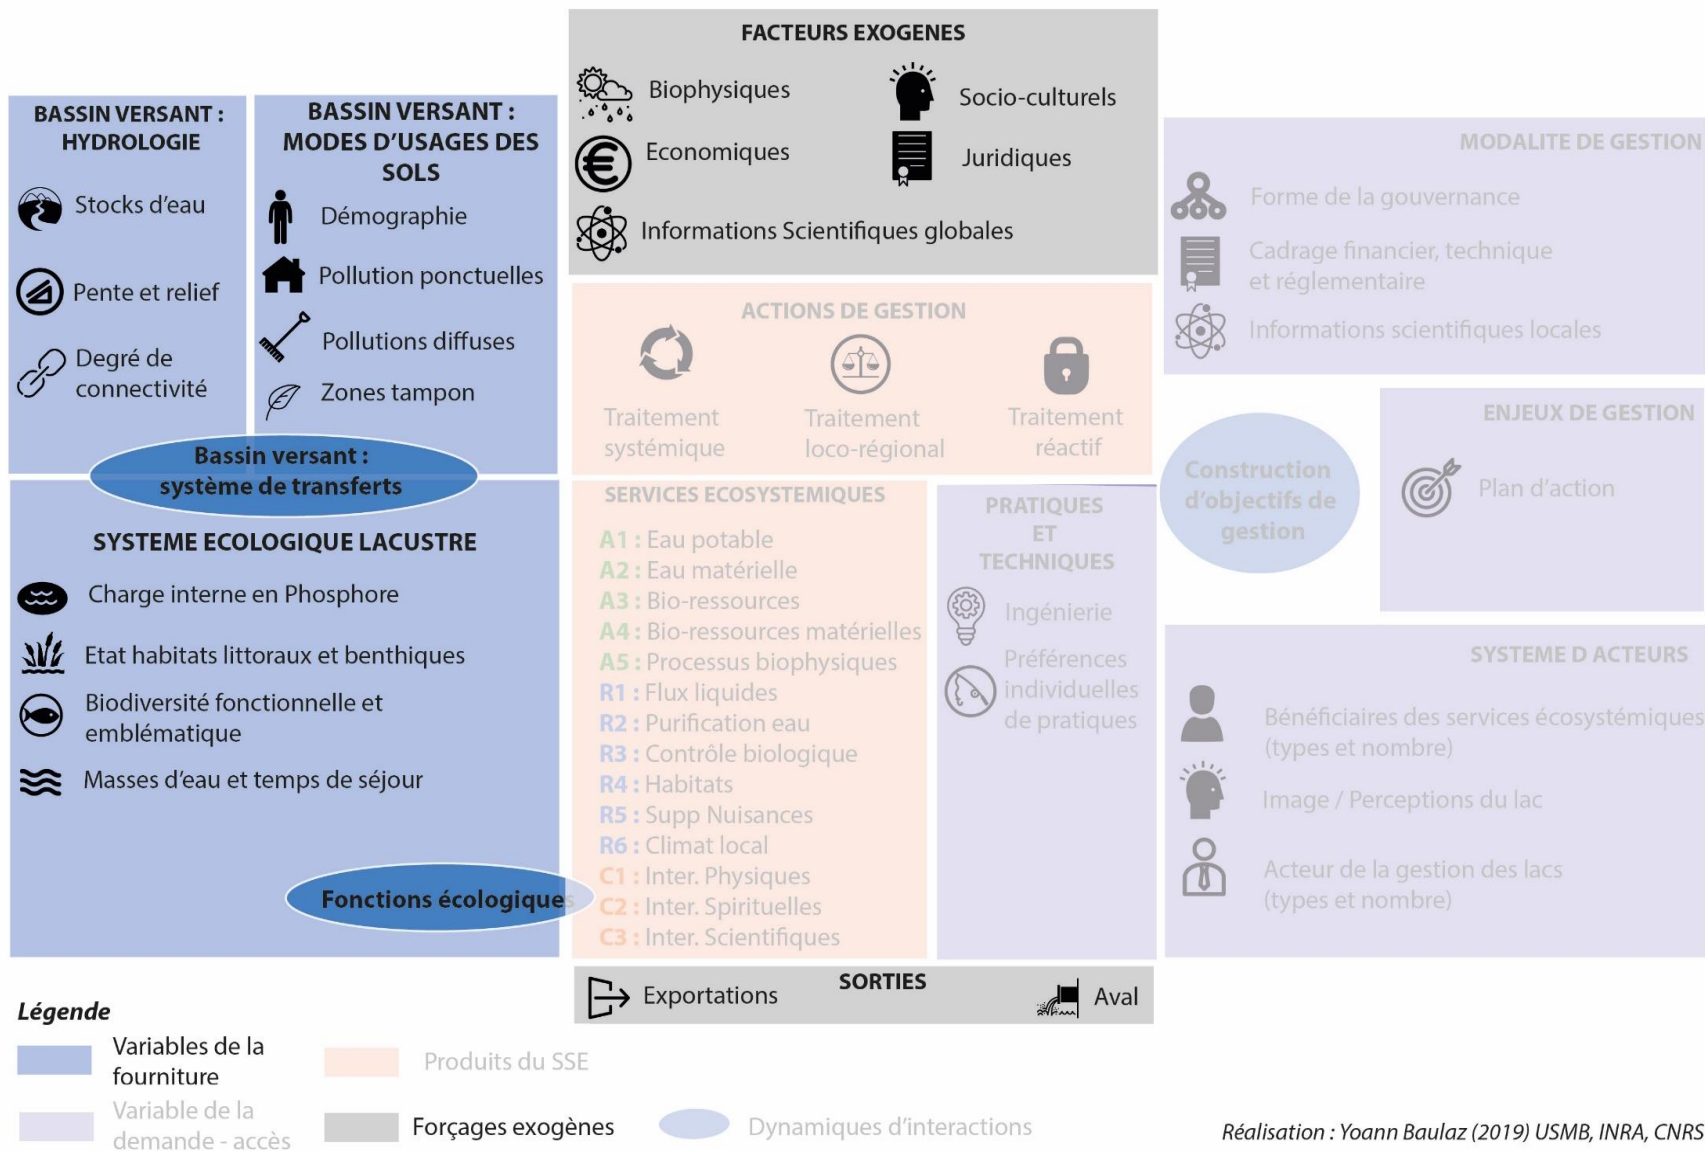 FACTEURS EXOGENES
Biophysiques
Socio-culturels
Economiques
Juridiques
Informations Scientifiques globales
BASSIN VERSANT :
HYDROLOGIE
Stocks d'eau
Pente et relief
Degré de
connectivité
BASSIN VERSANT :
MODES D'USAGES DES
SOLS
Démographie
Pollution ponctuelles
Pollutions diffuses
Zones tampon
Bassin versant :
système de transferts
SYSTEME ECOLOGIQUE LACUSTRE
Charge interne en Phosphore
Etat habitats littoraux et benthiques
Biodiversité fonctionnelle et
emblématique
Masses d'eau et temps de séjour
Fonctions écologiques
ACTIONS DE GESTION
Traitement
systémique
Traitement
loco-régional
Traitement
réactif
SERVICES ECOSYSTEMIQUES
A1 : Eau potable
A2 : Eau matérielle
A3 : Bio-ressources
A4 : Bio-ressources matérielles
A5 : Processus biophysiques
R1 : Flux liquides
R2 : Purification eau
R3 : Contrôle biologique
R4 : Habitats
R5 : Supp Nuisances
R6 : Climat local
C1 : Inter. Physiques
C2 : Inter. Spirituelles
C3 : Inter. Scientifiques
PRATIQUES
ET
TECHNIQUES
Ingénierie
Préférences
individuelles
de pratiques
MODALITE DE GESTION
Forme de la gouvernance
Cadrage financier, technique
et réglementaire
Informations scientifiques locales
Construction
d'objectifs de
gestion
ENJEUX DE GESTION
Plan d'action
SYSTEME D ACTEURS
Bénéficiaires des services écosystémiques
(types et nombre)
Image / Perceptions du lac
Acteur de la gestion des lacs
(types et nombre)
SORTIES
Exportations
Aval
Légende
Variables de la
fourniture
Produits du SSE
Variable de la
demande - accès
Forçages exogènes
Dynamiques d'interactions
Réalisation : Yoann Baulaz (2019) USMB, INRA, CNRS